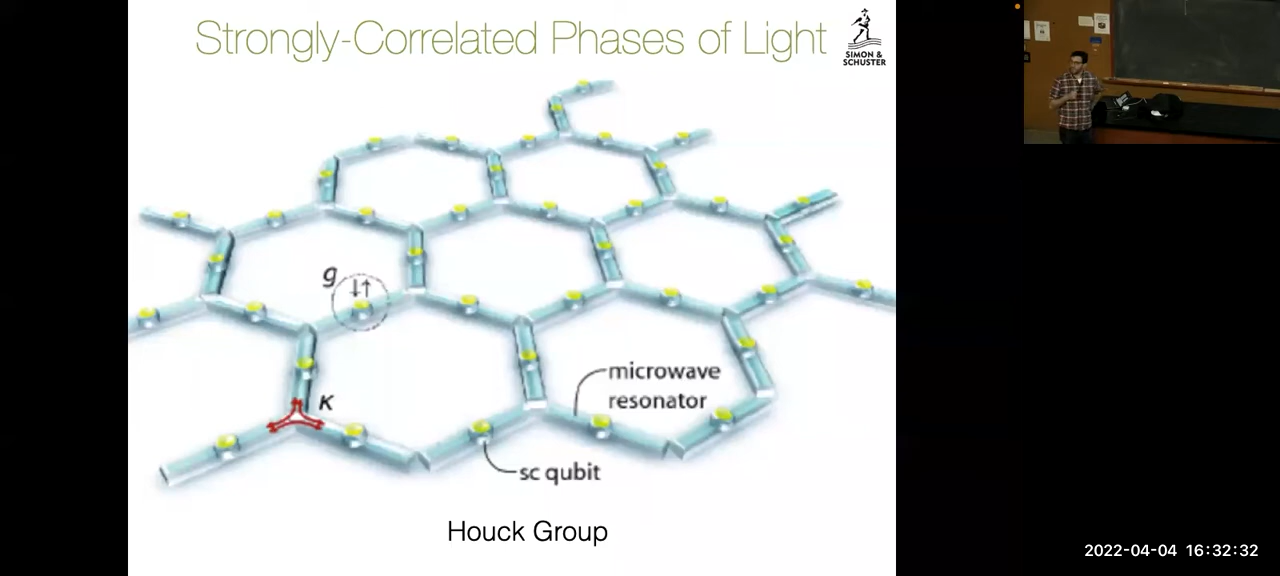 Strongly-Correlated Phases of Light
SIMON &
SCHUSTER
g
↓↑
κ
microwave
resonator
sc qubit
Houck Group
2022-04-04 16:32:32